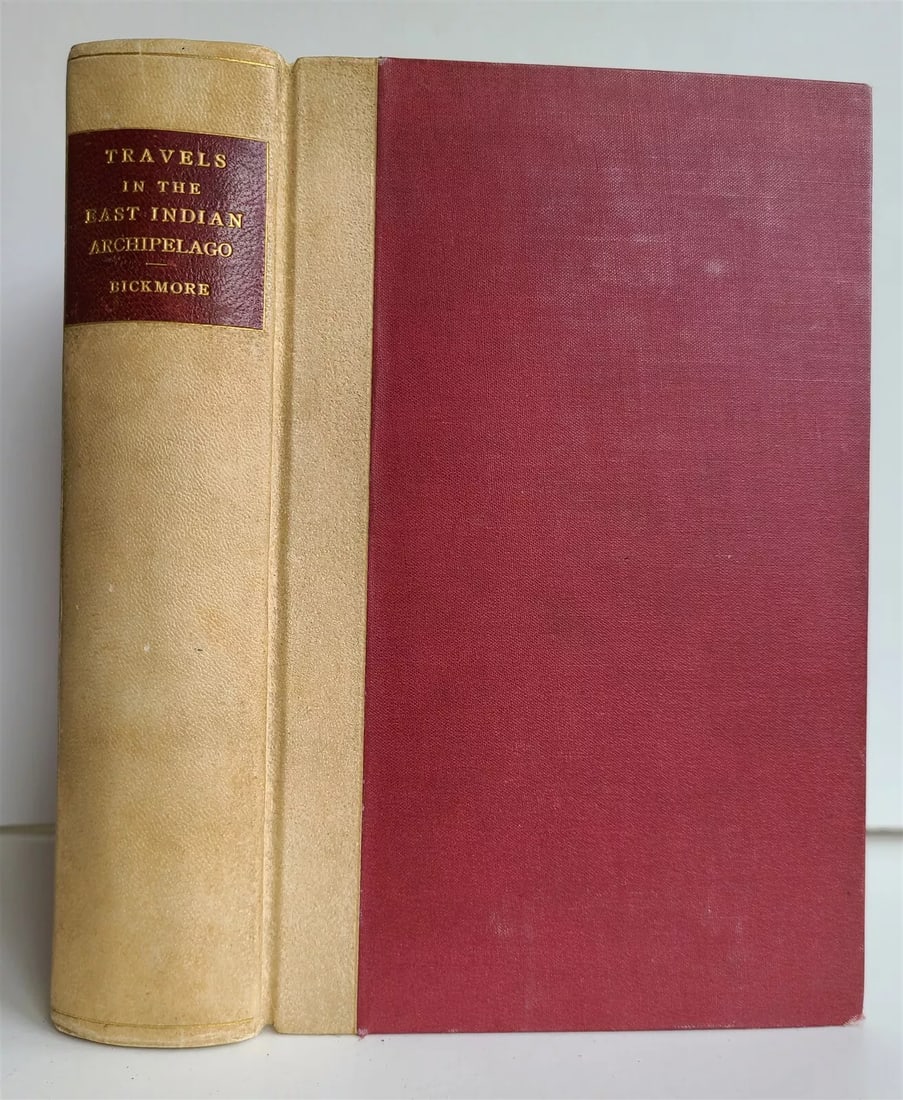 TRAVELS
IN THE
EAST INDIAN
ARCHIPELAGO
BICKMORE